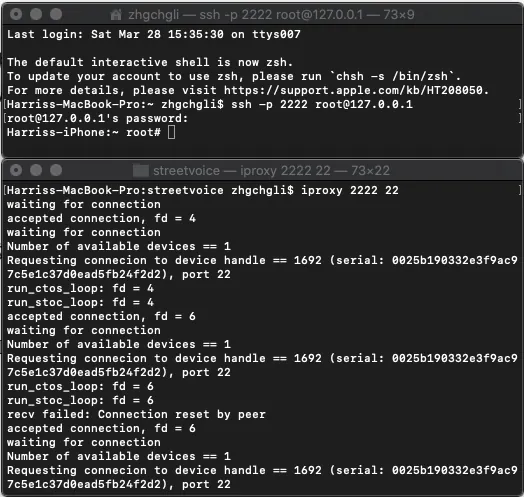 zhgchgli — ssh -p 2222 root@127.0.0.1 — 73×9
Last login: Sat Mar 28 15:35:30 on ttys007
The default interactive shell is now zsh.
To update your account to use zsh, please run `chsh -s /bin/zsh`.
For more details, please visit https://support.apple.com/kb/HT208050.
[Harriss-MacBook-Pro:~ zhgchgli$ ssh -p 2222 root@127.0.0.1 ]
[root@127.0.0.1's password: ]
Harriss-iPhone:~ root#
streetvoice — iproxy 2222 22 — 73×22
[Harriss-MacBook-Pro:streetvoice zhgchgli$ iproxy 2222 22 ]
waiting for connection
accepted connection, fd = 4
waiting for connection
Number of available devices == 1
Requesting connecion to device handle == 1692 (serial: 0025b190332e3f9ac9
7c5e1c37d0ead5fb24f2d2), port 22
run_ctos_loop: fd = 4
run_stoc_loop: fd = 4
accepted connection, fd = 6
waiting for connection
Number of available devices == 1
Requesting connecion to device handle == 1692 (serial: 0025b190332e3f9ac9
7c5e1c37d0ead5fb24f2d2), port 22
run_ctos_loop: fd = 6
run_stoc_loop: fd = 6
recv failed: Connection reset by peer
accepted connection, fd = 6
waiting for connection
Number of available devices == 1
Requesting connecion to device handle == 1692 (serial: 0025b190332e3f9ac9
7c5e1c37d0ead5fb24f2d2), port 22